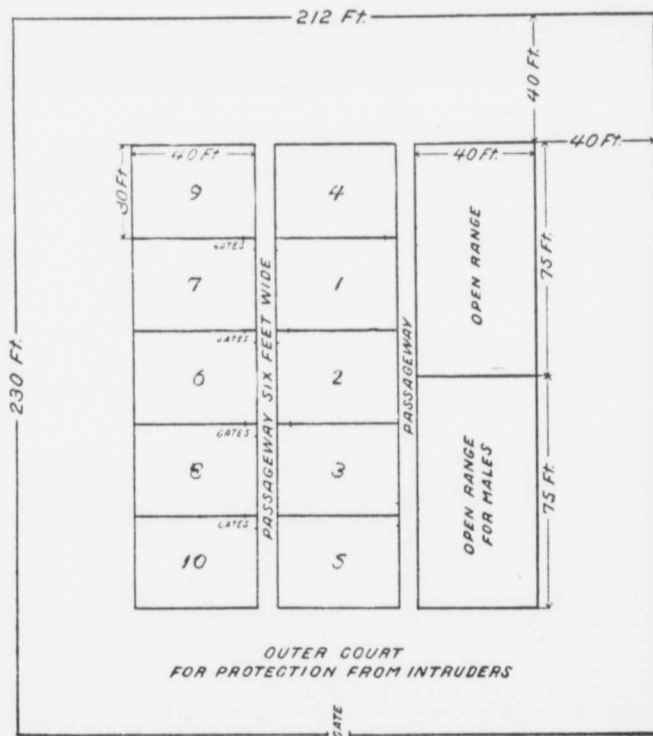 212 Ft.
40 Ft.
40 Ft.
40 Ft
40 Ft.
30 Ft
9
4
75 Ft.
OPEN RANGE
GATES
7
1
PASSAGEWAY SIX FEET WIDE
PASSAGEWAY
230 Ft.
GATES
6
2
GATES
8
3
75 Ft.
OPEN RANGE
FOR MALES
GATES
10
5
OUTER COURT
FOR PROTECTION FROM INTRUDERS
GATE